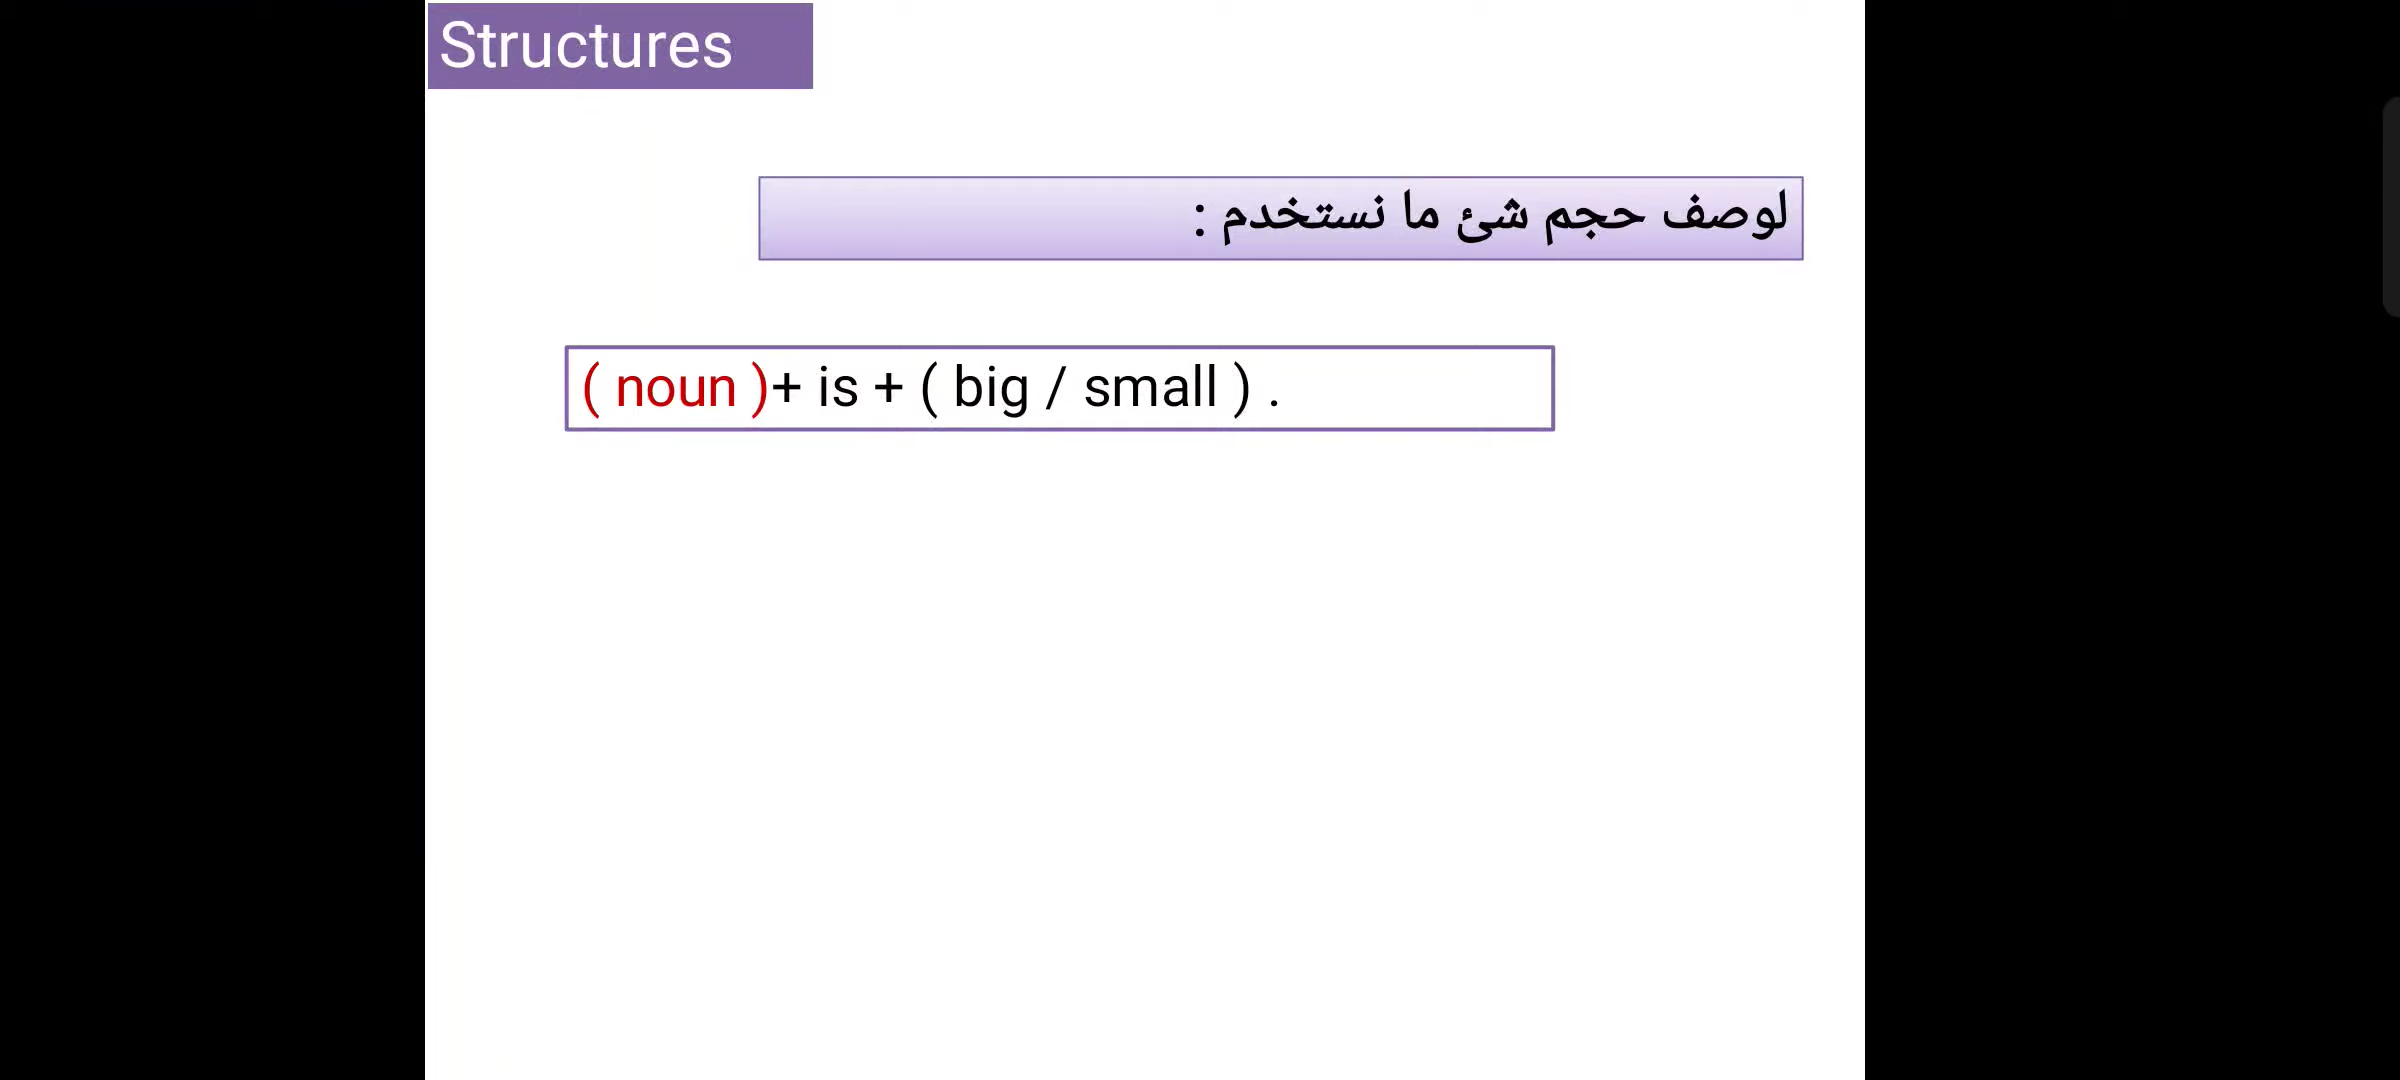 Structures
لوصف حجم شئ ما نستخدم :
( noun )+ is + ( big / small ) .